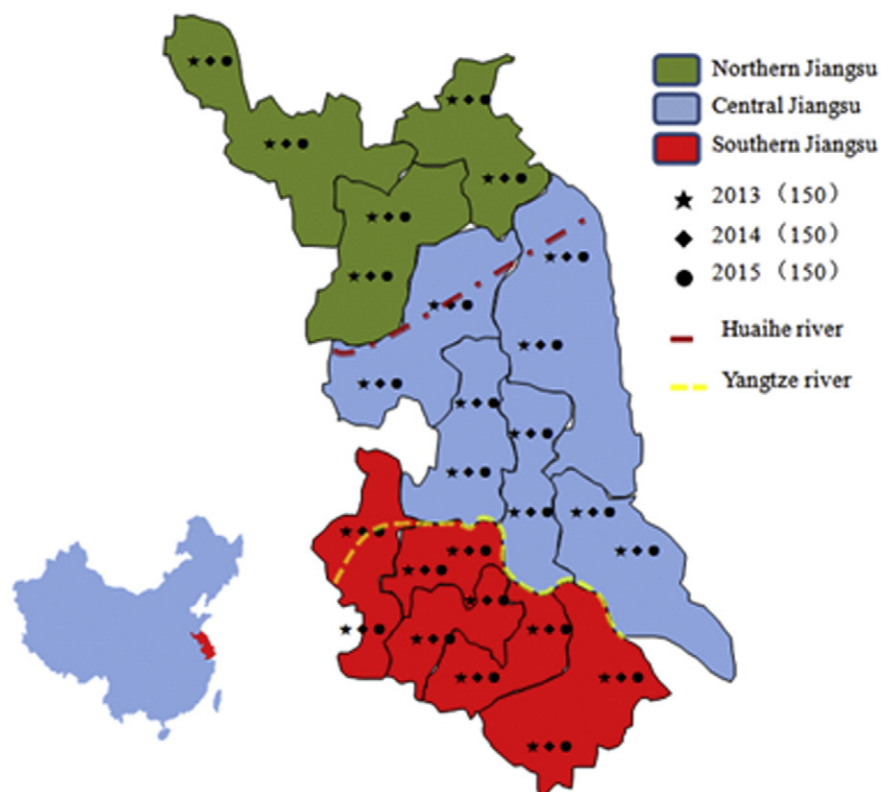 Northern Jiangsu
Central Jiangsu
Southern Jiangsu
2013（150）
2014（150）
2015（150）
Huaihe river
Yangtze river